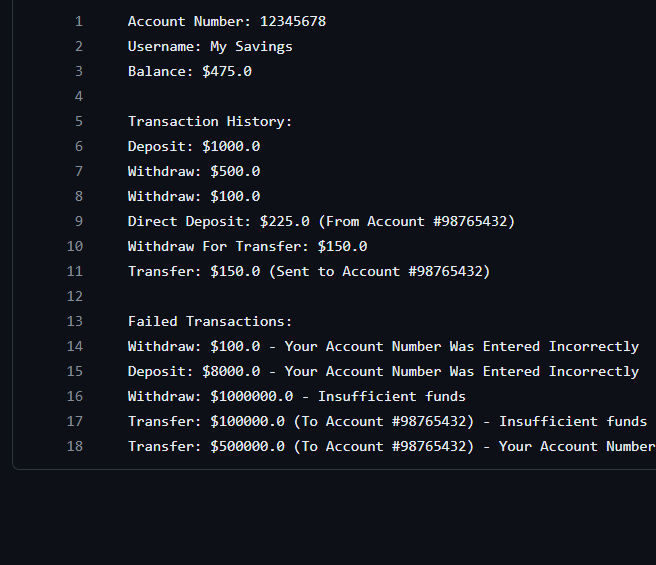 1 Account Number: 12345678
2 Username: My Savings
3 Balance: $475.0
4
5 Transaction History:
6 Deposit: $1000.0
7 Withdraw: $500.0
8 Withdraw: $100.0
9 Direct Deposit: $225.0 (From Account #98765432)
10 Withdraw For Transfer: $150.0
11 Transfer: $150.0 (Sent to Account #98765432)
12
13 Failed Transactions:
14 Withdraw: $100.0 - Your Account Number Was Entered Incorrectly
15 Deposit: $8000.0 - Your Account Number Was Entered Incorrectly
16 Withdraw: $1000000.0 - Insufficient funds
17 Transfer: $100000.0 (To Account #98765432) - Insufficient funds
18 Transfer: $500000.0 (To Account #98765432) - Your Account Number